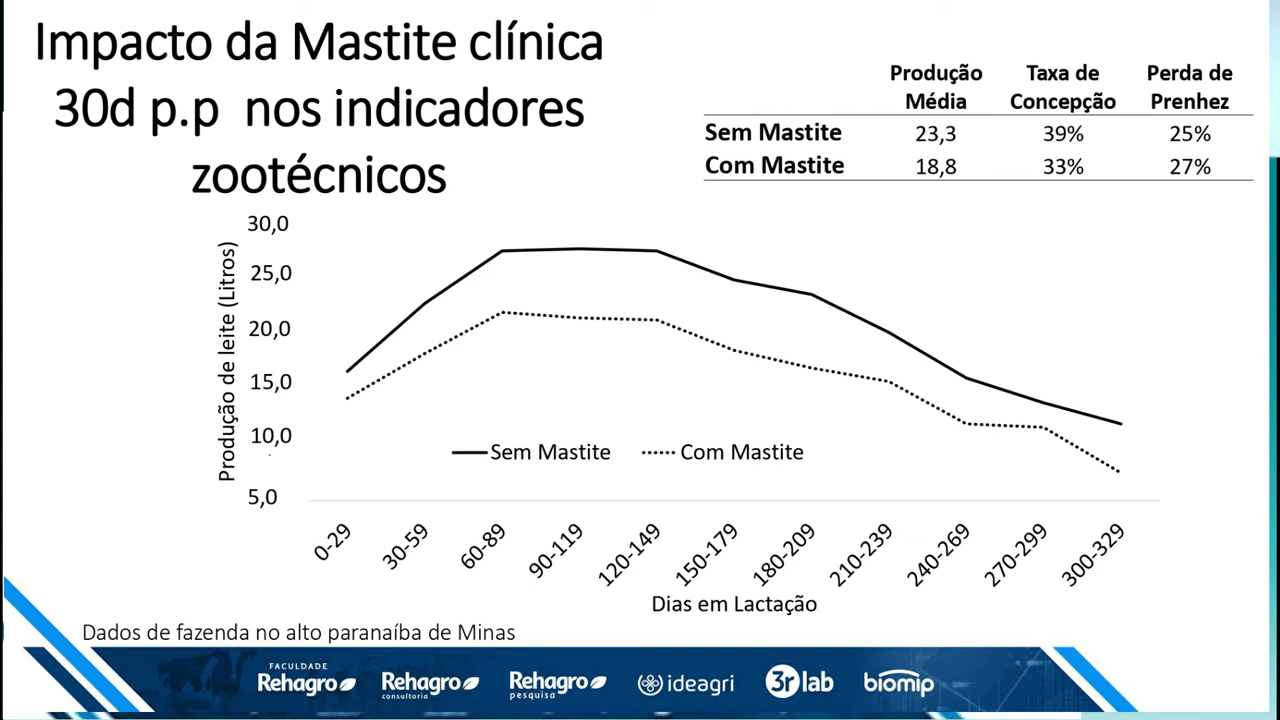 Impacto da Mastite clínica
30d p.p nos indicadores
zootécnicos
Produção Média Taxa de Concepção Perda de Prenhez
Sem Mastite 23,3 39% 25%
Com Mastite 18,8 33% 27%
Produção de leite (Litros)
30,0
25,0
20,0
15,0
10,0
5,0
Sem Mastite Com Mastite
0-29 30-59 60-89 90-119 120-149 150-179 180-209 210-239 240-269 270-299 300-329
Dias em Lactação
Dados de fazenda no alto paranaíba de Minas
FACULDADE
Rehagro
Rehagro
consultoria
Rehagro
pesquisa
ideagri
3rlab
biomip